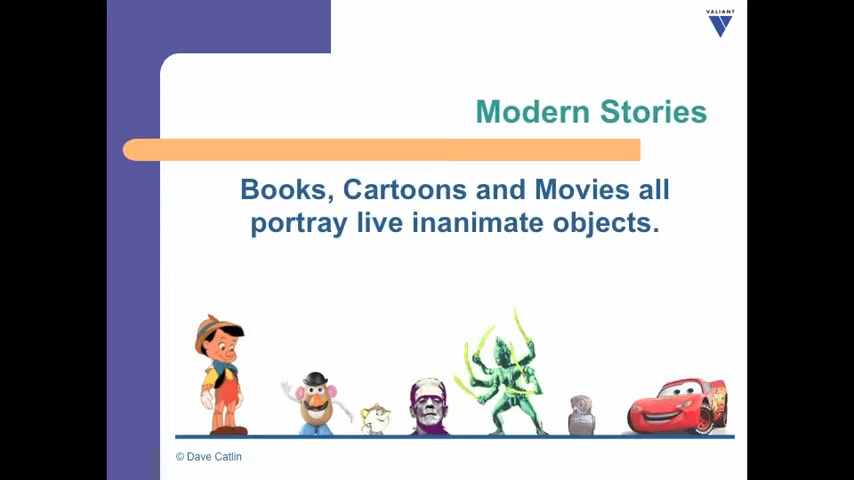 VALIANT
Modern Stories
Books, Cartoons and Movies all
portray live inanimate objects.
© Dave Catlin